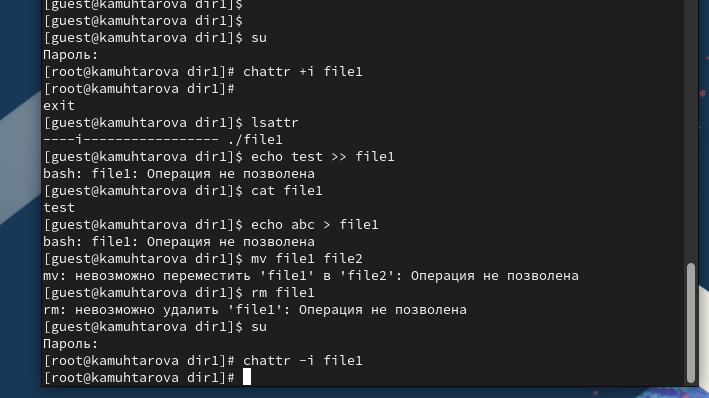 [guest@kamuhtarova dir1]$
[guest@kamuhtarova dir1]$
[guest@kamuhtarova dir1]$ su
Пароль:
[root@kamuhtarova dir1]# chattr +i file1
[root@kamuhtarova dir1]#
exit
[guest@kamuhtarova dir1]$ lsattr
----i----------------- ./file1
[guest@kamuhtarova dir1]$ echo test >> file1
bash: file1: Операция не позволена
[guest@kamuhtarova dir1]$ cat file1
test
[guest@kamuhtarova dir1]$ echo abc > file1
bash: file1: Операция не позволена
[guest@kamuhtarova dir1]$ mv file1 file2
mv: невозможно переместить 'file1' в 'file2': Операция не позволена
[guest@kamuhtarova dir1]$ rm file1
rm: невозможно удалить 'file1': Операция не позволена
[guest@kamuhtarova dir1]$ su
Пароль:
[root@kamuhtarova dir1]# chattr -i file1
[root@kamuhtarova dir1]#